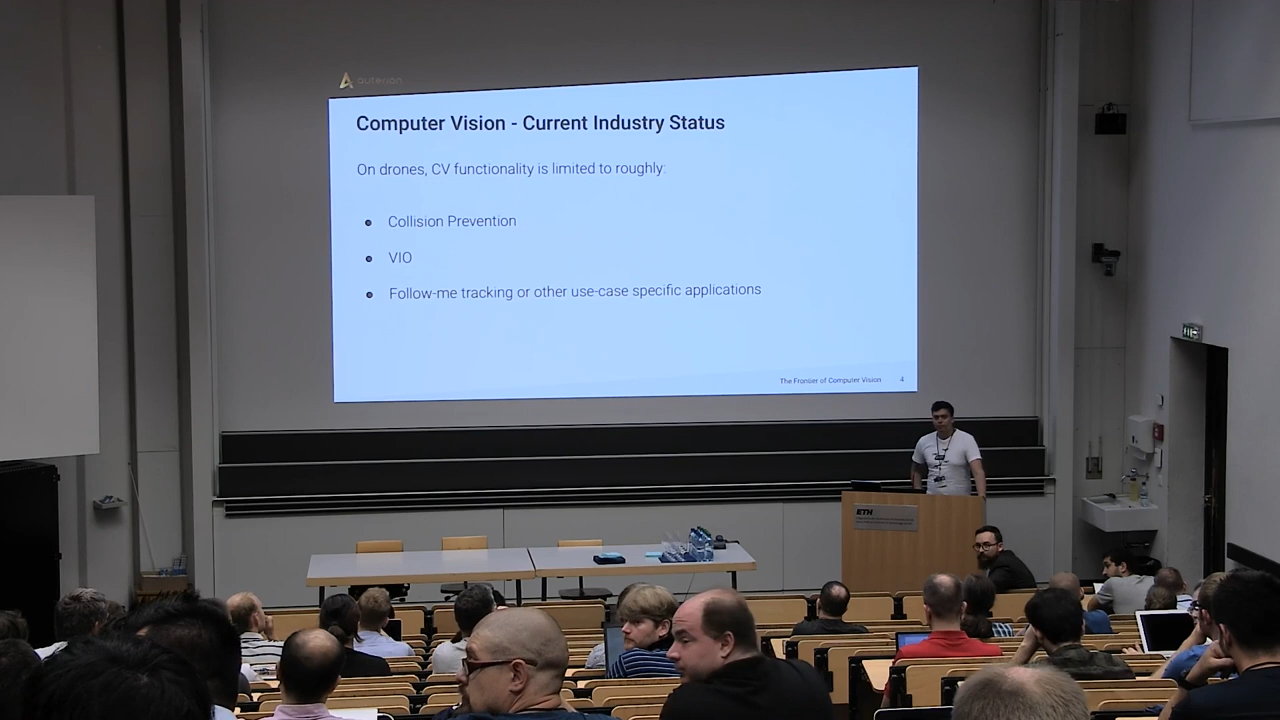 auterion
Computer Vision - Current Industry Status
On drones, CV functionality is limited to roughly:
Collision Prevention
VIO
Follow-me tracking or other use-case specific applications
The Frontier of Computer Vision 4
ETH